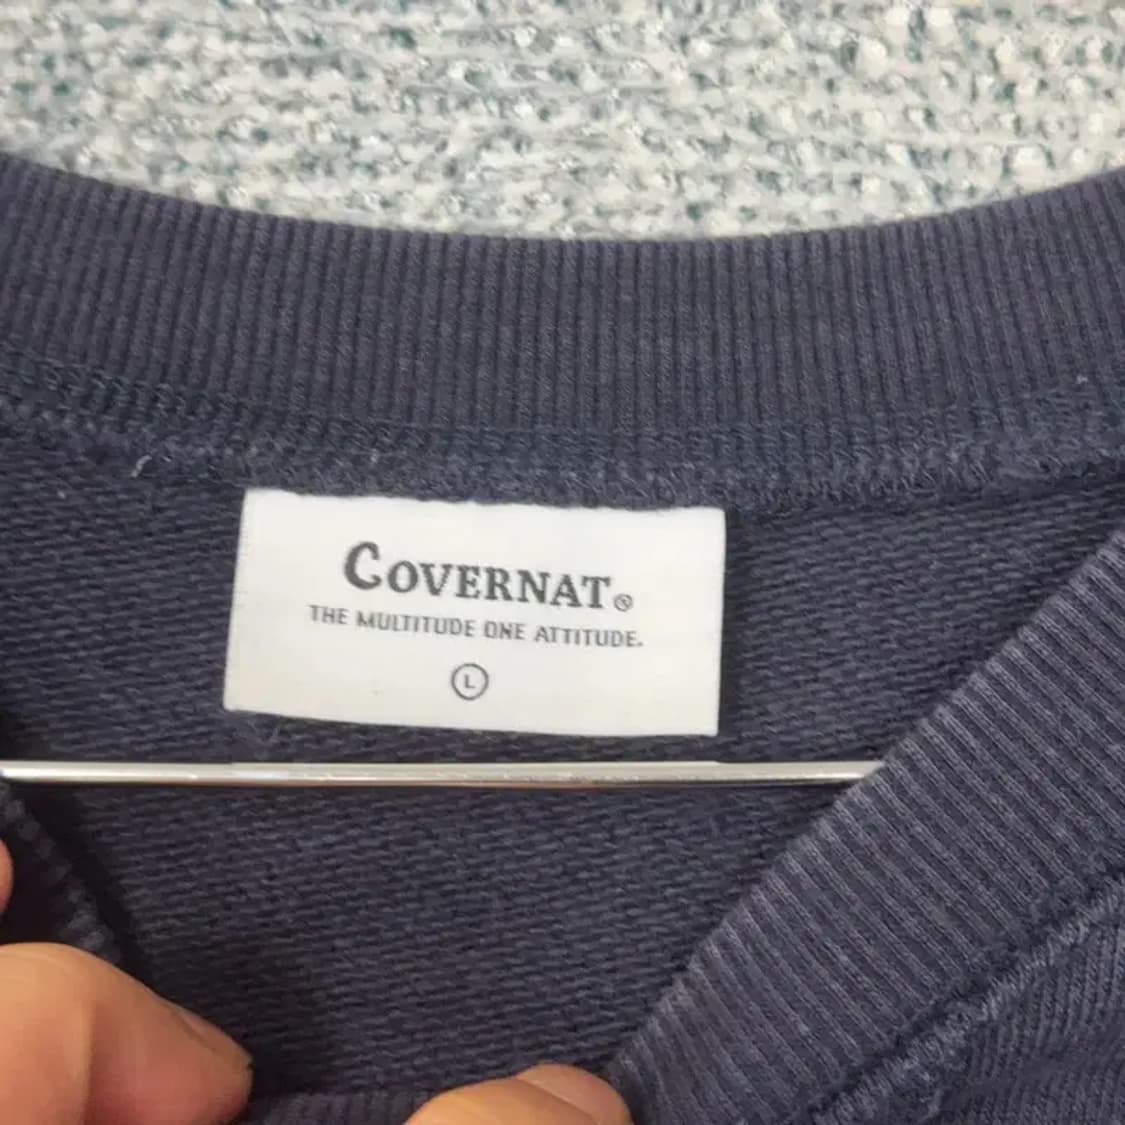 COVERNAT®
THE MULTITUDE ONE ATTITUDE.
L